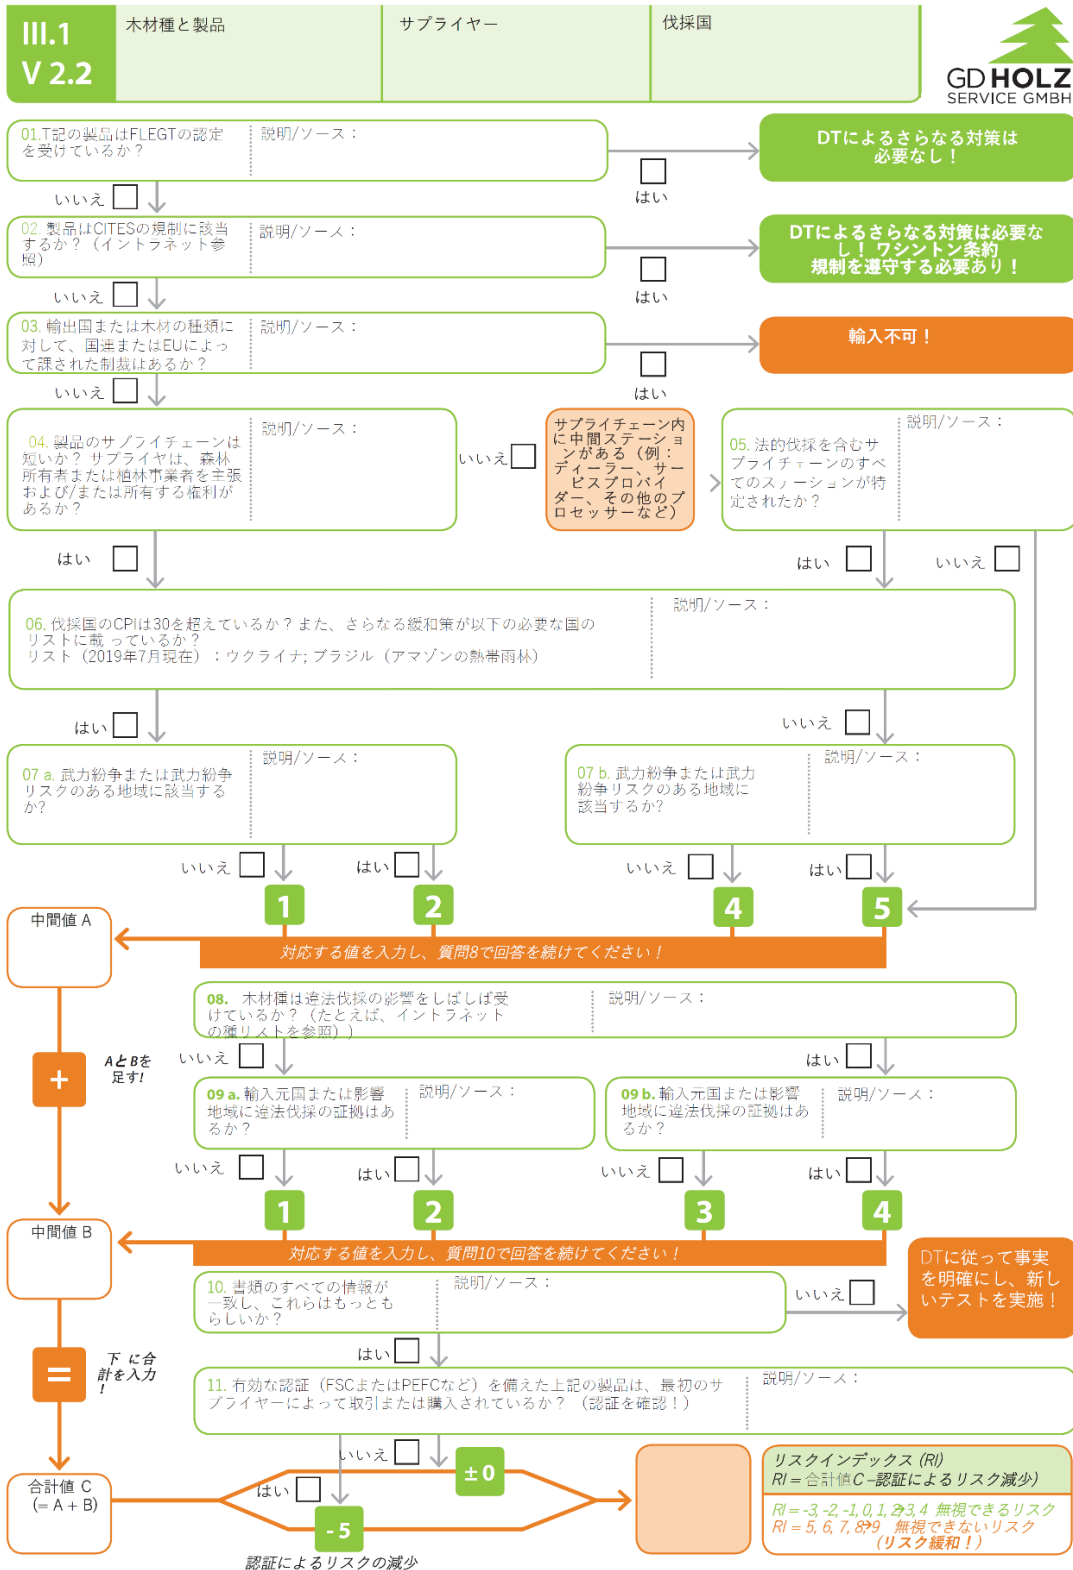 III.1
V 2.2
木材種と製品
サプライヤー
伐採国
GD HOLZ
SERVICE GMBH
01.T記の製品はFLEGTの認定
を受けているか？
説明/ソース：
DTによるさらなる対策は
必要なし！
いいえ
はい
02. 製品はCITESの規制に該当
するか？（イントラネット参
照）
説明/ソース：
DTによるさらなる対策は必要な
し！ ワシントン条約
規制を遵守する必要あり！
いいえ
はい
03. 輸出国または木材の種類に
対して、国連またはEUによっ
て課された制裁はあるか？
説明/ソース：
輸入不可！
いいえ
はい
04. 製品のサプライチェーンは
短いか？ サプライヤは、森林
所有者または植林事業者を主張
および/または所有する権利が
あるか？
説明/ソース：
いいえ
サプライチェーン内
に中間ステーショ
ンがある（例：
ディーラー、サー
ビスプロバイ
ダー、その他のプ
ロセッサーなど）
05. 法的伐採を含むサ
プライチェーンのすべ
てのステーションが特
定されたか？
説明/ソース：
はい
はい
いいえ
06. 伐採国のCPIは30を超えているか？また、さらなる緩和策が以下の必要な国の
リストに載 っているか？
リスト（2019年7月現在）：ウクライナ; ブラジル（アマゾンの熱帯雨林）
説明/ソース：
はい
いいえ
07 a. 武力紛争または武力紛争
リスクのある地域に該当する
か?
説明/ソース：
07 b. 武力紛争または武力
紛争リスクのある地域に
該当するか?
説明/ソース：
いいえ
はい
いいえ
はい
1
2
4
5
中間値 A
対応する値を入力し、質問8で回答を続けてください！
08. 木材種は違法伐採の影響をしばしば受
けているか？（たとえば、イントラネット
の種リストを参照））
説明/ソース：
+
AとBを
足す!
いいえ
はい
09 a. 輸入元国または影響
地域に違法伐採の証拠はあ
るか？
説明/ソース：
09 b. 輸入元国または影響
地域に違法伐採の証拠はあ
るか？
説明/ソース：
いいえ
はい
いいえ
はい
1
2
3
4
中間値 B
対応する値を入力し、質問10で回答を続けてください！
10. 書類のすべての情報が
一致し、これらはもっとも
らしいか？
説明/ソース：
いいえ
DTに従って事実
を明確にし、新し
いテストを実施！
=
下 に合
計を入力
!
はい
11. 有効な認証（FSCまたはPEFCなど）を備えた上記の製品は、最初のサ
プライヤーによって取引または購入されているか？（認証を確認！）
説明/ソース：
いいえ
±0
合計値 C
(= A + B)
はい
- 5
認証によるリスクの減少
リスクインデックス (RI)
RI = 合計値C –認証によるリスク減少)
RI = -3, -2, -1, 0, 1, 2→3, 4 無視できるリスク
RI = 5, 6, 7, 8→9 無視できないリスク
(リスク緩和！)